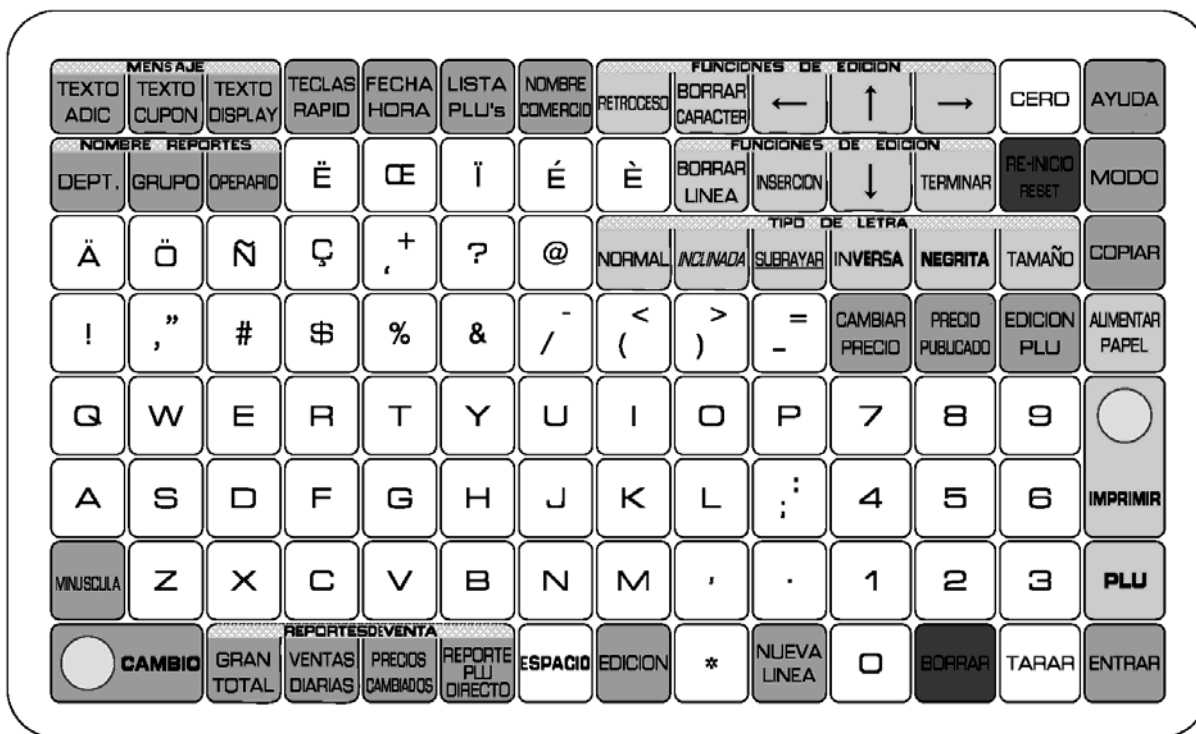 MENSAJE FUNCIONES DE EDICION
TEXTO ADIC TEXTO CUPON TEXTO DISPLAY TECLAS RAPID FECHA HORA LISTA PLU's NOMBRE COMERCIO RETROCESO BORRAR CARACTER ← ↑ → CERO AYUDA
NOMBRE REPORTES FUNCIONES DE EDICION
DEPT. GRUPO OPERARIO Ë Œ Ï É È BORRAR LINEA INSERCION ↓ TERMINAR RE-INICIO RESET MODO
TIPO DE LETRA
Ä Ö Ñ Ç + ‘ ? @ NORMAL INCLINADA SUBRAYAR INVERSA NEGRITA TAMAÑO COPIAR
! ” , # $ % & - / < ( > ) = - CAMBIAR PRECIO PRECIO PUBLICADO EDICION PLU ALIMENTAR PAPEL
Q W E R T Y U I O P 7 8 9
A S D F G H J K L : ; 4 5 6 IMPRIMIR
MINUSCULA Z X C V B N M , . 1 2 3 PLU
REPORTESDEVENTA
CAMBIO GRAN TOTAL VENTAS DIARIAS PRECIOS CAMBIADOS REPORTE PLU DIRECTO ESPACIO EDICION * NUEVA LINEA 0 BORRAR TARAR ENTRAR